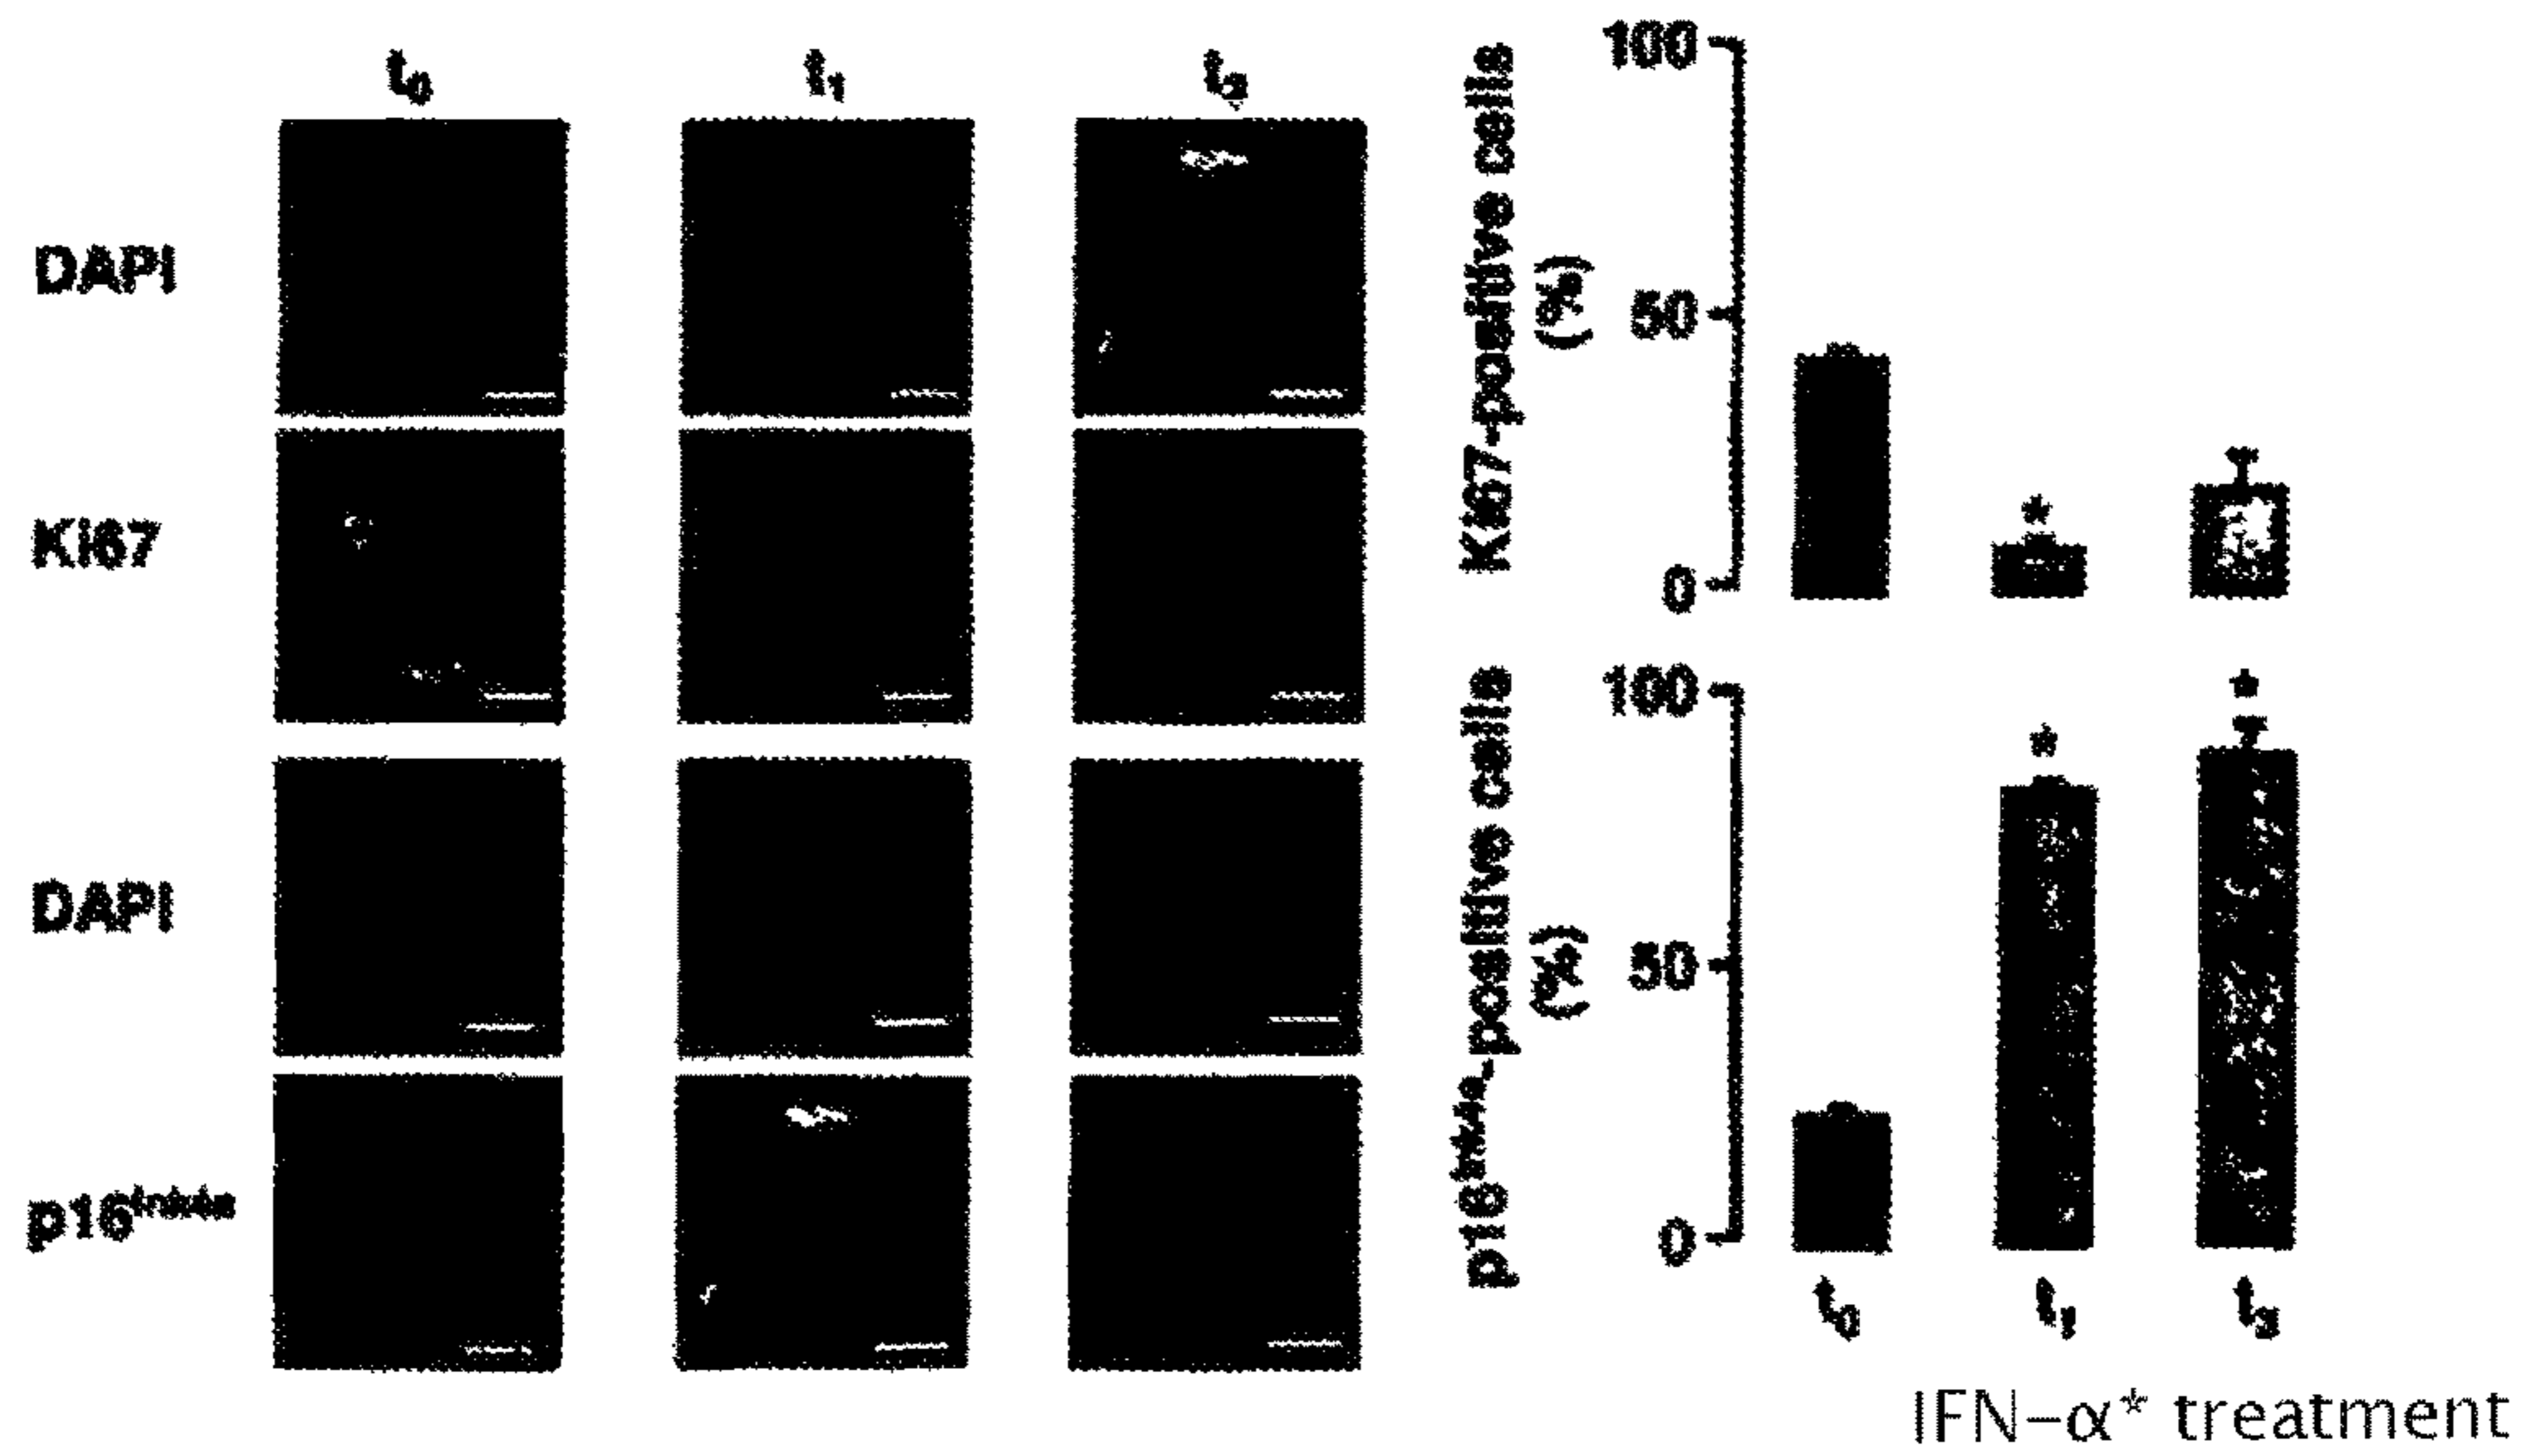 t0 t1 t2
DAPI
Ki67
DAPI
p16Ink4a
Ki67-positive cells
(%)
100
50
0
*
p16Ink4a-positive cells
(%)
100
50
0
* *
t0 t1 t2
IFN-α* treatment